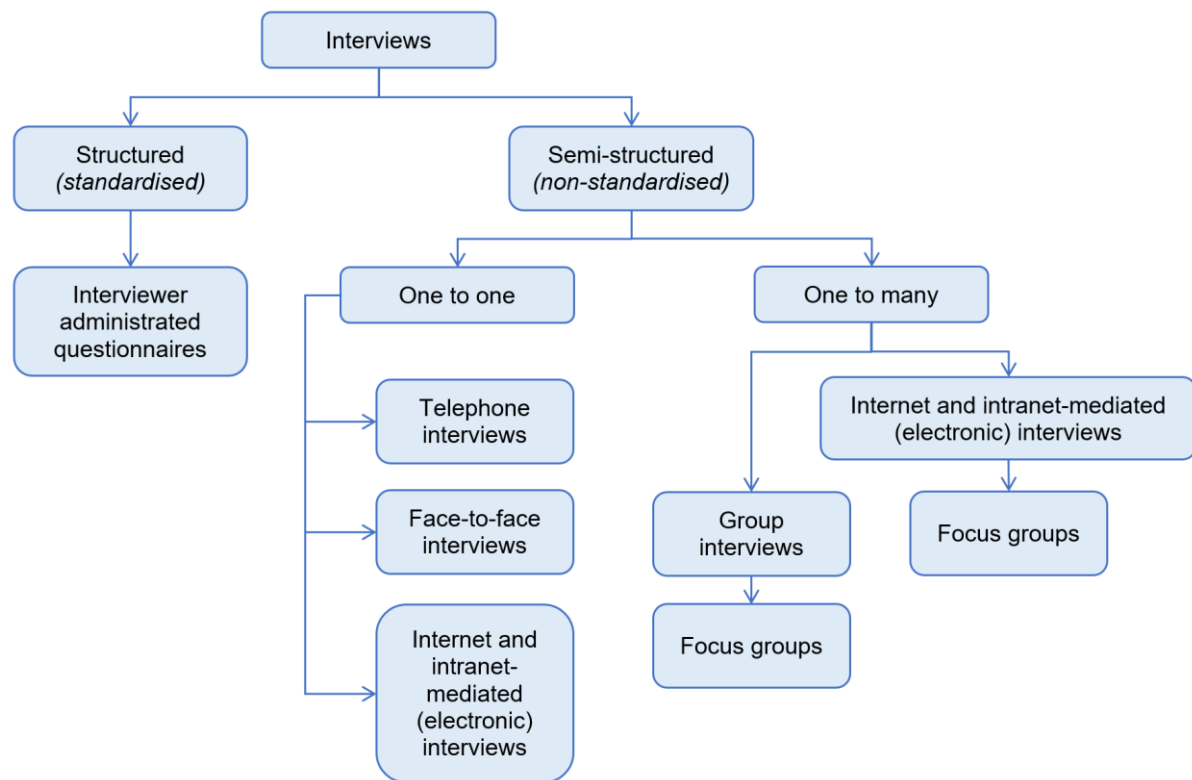 Interviews
Structured
(standardised)
Semi-structured
(non-standardised)
Interviewer
administrated
questionnaires
One to one
One to many
Telephone
interviews
Face-to-face
interviews
Internet and
intranet-
mediated
(electronic)
interviews
Group
interviews
Focus groups
Internet and intranet-mediated
(electronic) interviews
Focus groups